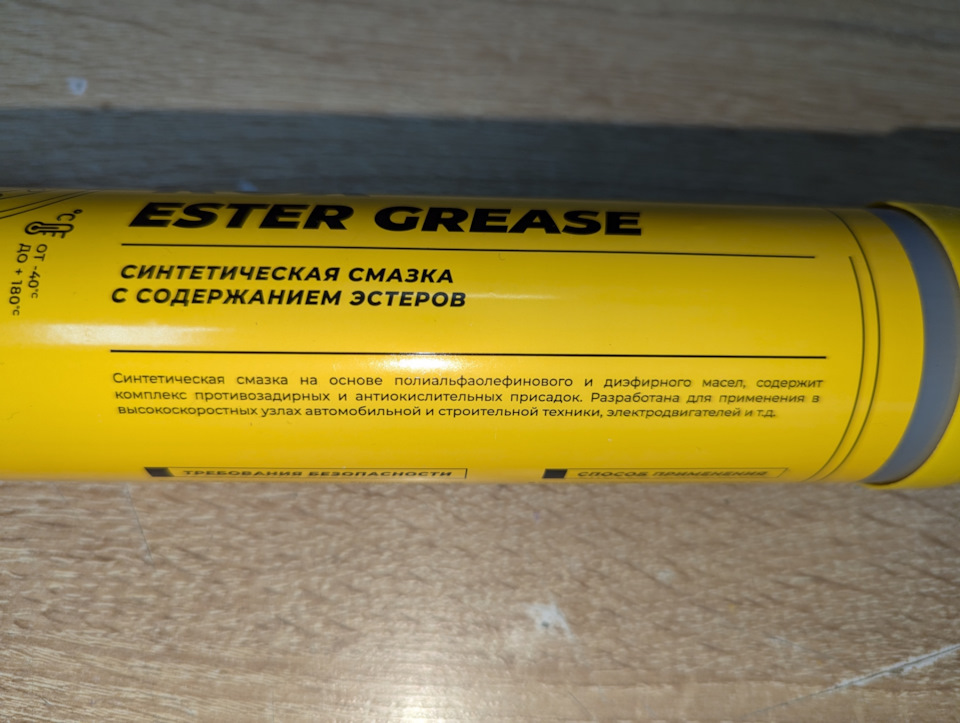 ESTER GREASE
СИНТЕТИЧЕСКАЯ СМАЗКА
С СОДЕРЖАНИЕМ ЭСТЕРОВ
Синтетическая смазка на основе полиальфаолефинового и диэфирного масел, содержит
комплекс противозадирных и антиокислительных присадок. Разработана для применения в
высокоскоростных узлах автомобильной и строительной техники, электродвигателей и т.д.
ТРЕБОВАНИЯ БЕЗОПАСНОСТИ
СПОСОБ ПРИМЕНЕНИЯ
°C
ОТ -40°C
ДО +180°C